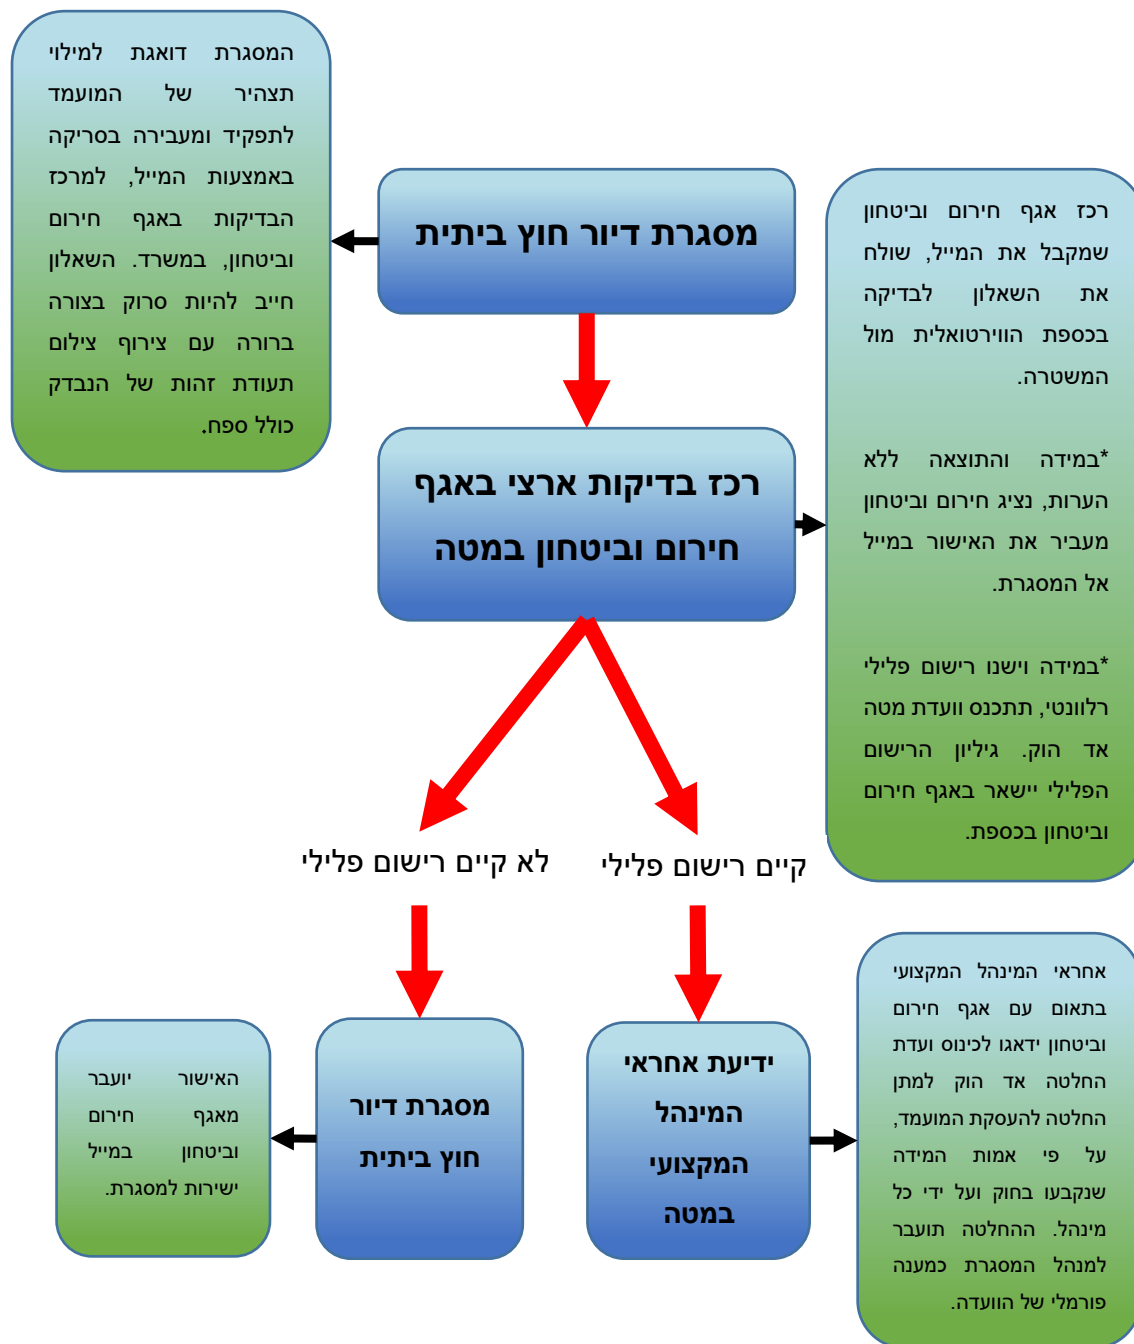 המסגרת דואגת למילוי
תצהיר של המועמד
לתפקיד ומעבירה בסריקה
באמצעות המייל, למרכז
הבדיקות באגף חירום
וביטחון, במשרד. השאלון
חייב להיות סרוק בצורה
ברורה עם צירוף צילום
תעודת זהות של הנבדק
כולל ספח.
מסגרת דיור חוץ ביתית
רכז אגף חירום וביטחון
שמקבל את המייל, שולח
את השאלון לבדיקה
בכספת הווירטואלית מול
המשטרה.
*במידה והתוצאה ללא
הערות, נציג חירום וביטחון
מעביר את האישור במייל
אל המסגרת.
*במידה וישנו רישום פלילי
רלוונטי, תתכנס וועדת מטה
אד הוק. גיליון הרישום
הפלילי יישאר באגף חירום
וביטחון בכספת.
רכז בדיקות ארצי באגף
חירום וביטחון במטה
קיים רישום פלילי
לא קיים רישום פלילי
אחראי המינהל המקצועי
בתאום עם אגף חירום
וביטחון ידאגו לכינוס ועדת
החלטה אד הוק למתן
החלטה להעסקת המועמד,
על פי אמות המידה
שנקבעו בחוק ועל ידי כל
מינהל. ההחלטה תועבר
למנהל המסגרת כמענה
פורמלי של הוועדה.
ידיעת אחראי
המינהל
המקצועי
במטה
מסגרת דיור
חוץ ביתית
האישור יועבר
מאגף חירום
וביטחון במייל
ישירות למסגרת.